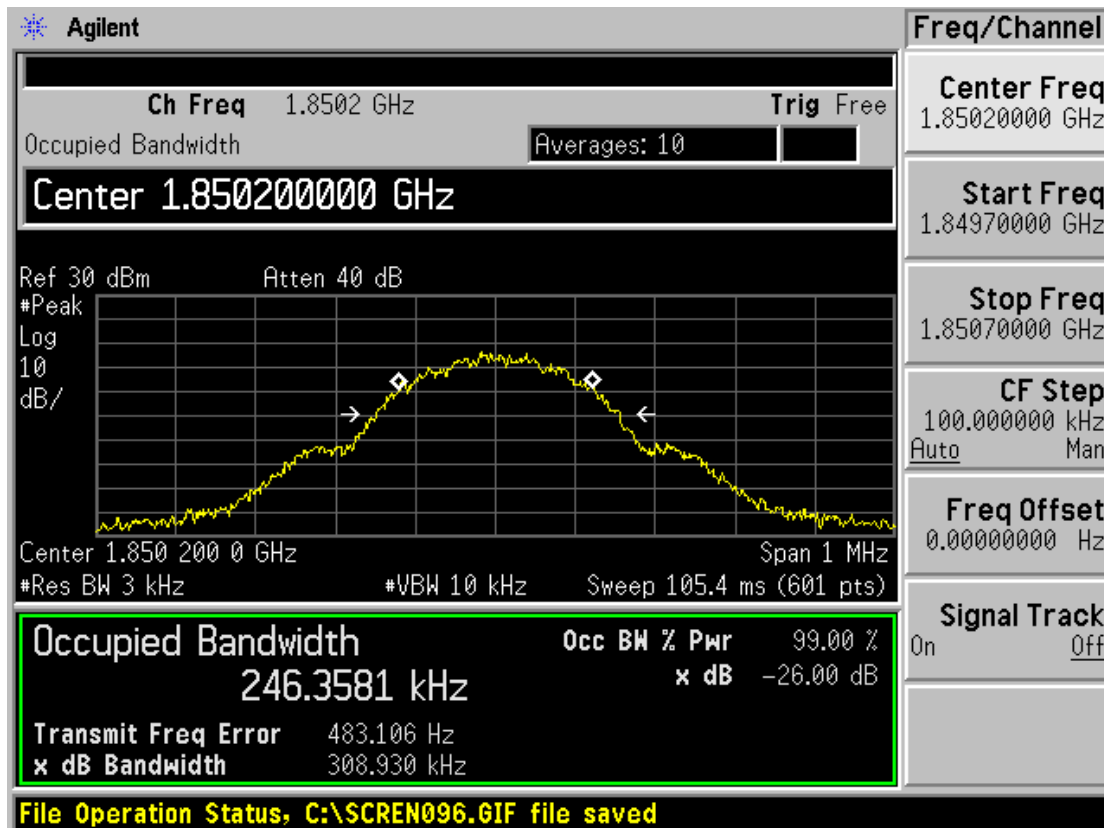 Agilent
Freq/Channel
Ch Freq 1.8502 GHz Trig Free
Occupied Bandwidth Averages: 10
Center 1.850200000 GHz
Ref 30 dBm Atten 40 dB
#Peak
Log
10
dB/
Center 1.850 200 0 GHz Span 1 MHz
#Res BW 3 kHz #VBW 10 kHz Sweep 105.4 ms (601 pts)
Occupied Bandwidth Occ BW % Pwr 99.00 %
246.3581 kHz x dB -26.00 dB
Transmit Freq Error 483.106 Hz
x dB Bandwidth 308.930 kHz
File Operation Status, C:\SCREN096.GIF file saved
Center Freq
1.85020000 GHz
Start Freq
1.84970000 GHz
Stop Freq
1.85070000 GHz
CF Step
100.000000 kHz
Auto Man
Freq Offset
0.00000000 Hz
Signal Track
On Off